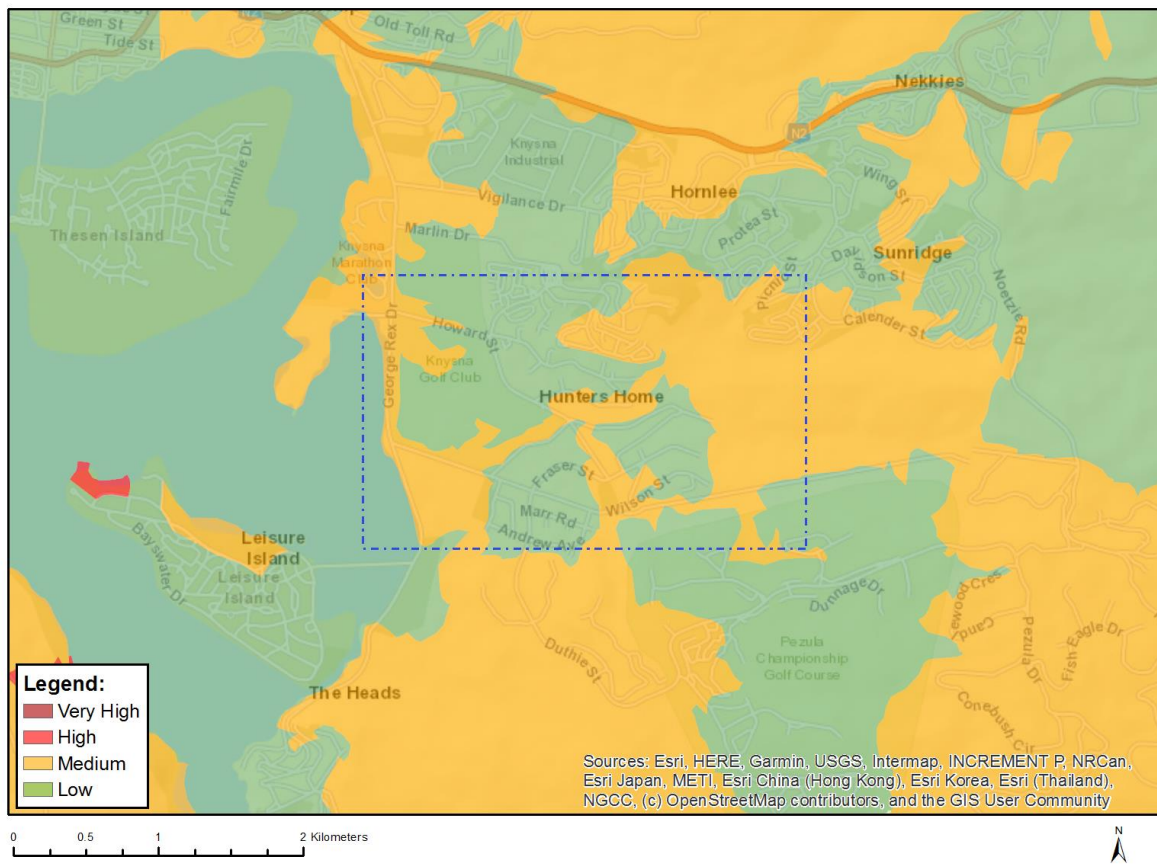 Green St
Tide St
Old Toll Rd
Nekkies
N2
Knysna
Industrial
Hornlee
Wing St
Fairmile Dr
Vigilance Dr
Thesen Island
Marlin Dr
Protea St
Knysna
Marathon
Club
Davidson St
Sunridge
Picnic St
Noetzie Rd
Howard St
Calender St
George Rex Dr
Knysna
Golf Club
Hunters Home
Fraser St
Wilson St
Marr Rd
Andrew Ave
Leisure
Island
Leisure
Island
Bayswater Dr
Dunnage Dr
Pezula Dr
Fish Eagle Dr
Duthie St
Pezula
Championship
Golf Course
The Heads
Conebush Cir
Legend:
Very High
High
Medium
Low
Sources: Esri, HERE, Garmin, USGS, Intermap, INCREMENT P, NRCan,
Esri Japan, METI, Esri China (Hong Kong), Esri Korea, Esri (Thailand),
NGCC, (c) OpenStreetMap contributors, and the GIS User Community
0 0.5 1 2 Kilometers
N